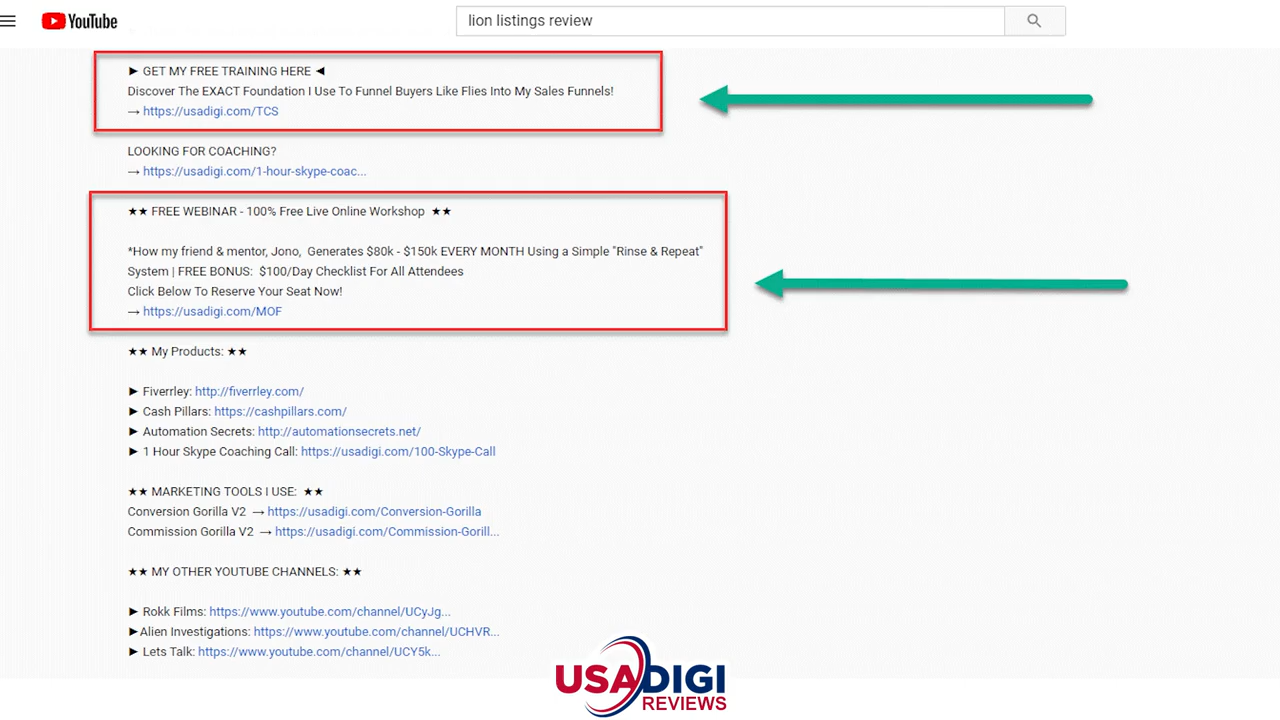 YouTube
lion listings review
► GET MY FREE TRAINING HERE ◄
Discover The EXACT Foundation I Use To Funnel Buyers Like Flies Into My Sales Funnels!
→ https://usadigi.com/TCS
LOOKING FOR COACHING?
→ https://usadigi.com/1-hour-skype-coac...
★★ FREE WEBINAR - 100% Free Live Online Workshop ★★
*How my friend & mentor, Jono, Generates $80k - $150k EVERY MONTH Using a Simple "Rinse & Repeat"
System | FREE BONUS: $100/Day Checklist For All Attendees
Click Below To Reserve Your Seat Now!
→ https://usadigi.com/MOF
★★ My Products: ★★
► Fiverrley: http://fiverrley.com/
► Cash Pillars: https://cashpillars.com/
► Automation Secrets: http://automationsecrets.net/
► 1 Hour Skype Coaching Call: https://usadigi.com/100-Skype-Call
★★ MARKETING TOOLS I USE: ★★
Conversion Gorilla V2 → https://usadigi.com/Conversion-Gorilla
Commission Gorilla V2 → https://usadigi.com/Commission-Gorill...
★★ MY OTHER YOUTUBE CHANNELS: ★★
► Rokk Films: https://www.youtube.com/channel/UCyJg...
►Alien Investigations: https://www.youtube.com/channel/UCHVR...
► Lets Talk: https://www.youtube.com/channel/UCY5k...
USADIGI
REVIEWS